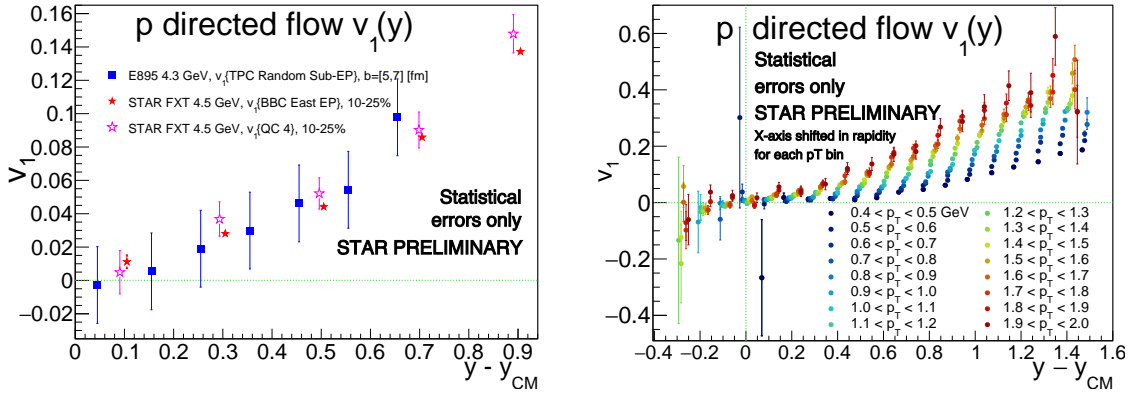 p directed flow v1(y)
E895 4.3 GeV, v1{TPC Random Sub-EP}, b=[5,7] [fm]
STAR FXT 4.5 GeV, v1{BBC East EP}, 10-25%
STAR FXT 4.5 GeV, v1{QC 4}, 10-25%
Statistical
errors only
STAR PRELIMINARY
v1
0.16
0.14
0.12
0.1
0.08
0.06
0.04
0.02
0
−0.02
0 0.1 0.2 0.3 0.4 0.5 0.6 0.7 0.8 0.9
y - yCM
p directed flow v1(y)
Statistical
errors only
STAR PRELIMINARY
X-axis shifted in rapidity
for each pT bin
v1
0.6
0.4
0.2
0.0
−0.2
−0.4
0.4 < pT < 0.5 GeV
0.5 < pT < 0.6
0.6 < pT < 0.7
0.7 < pT < 0.8
0.8 < pT < 0.9
0.9 < pT < 1.0
1.0 < pT < 1.1
1.1 < pT < 1.2
1.2 < pT < 1.3
1.3 < pT < 1.4
1.4 < pT < 1.5
1.5 < pT < 1.6
1.6 < pT < 1.7
1.7 < pT < 1.8
1.8 < pT < 1.9
1.9 < pT < 2.0
−0.4 −0.2 0 0.2 0.4 0.6 0.8 1 1.2 1.4 1.6
y − yCM